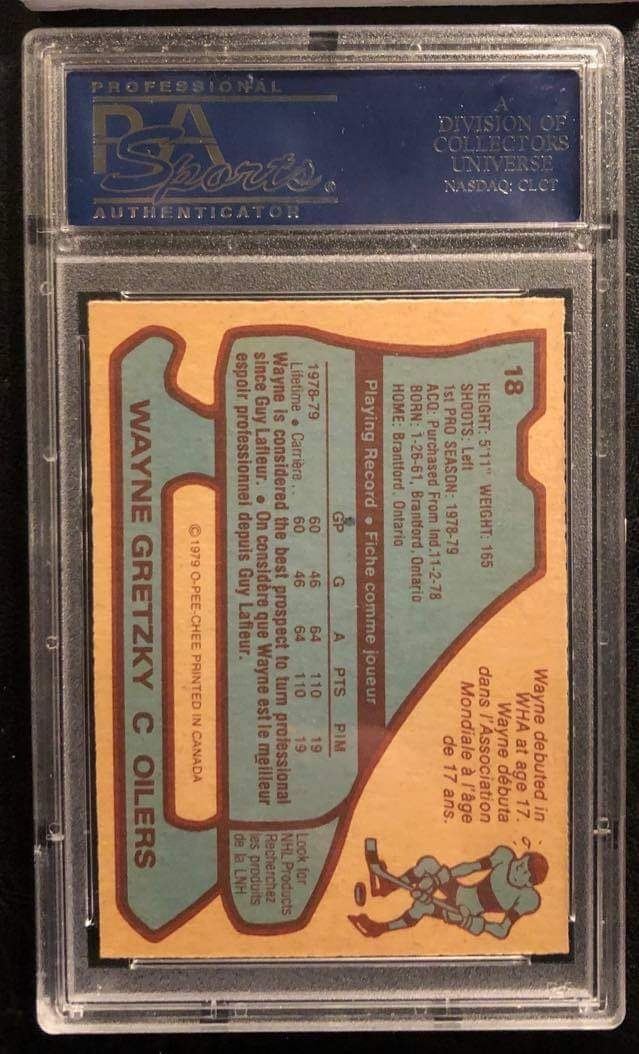 PROFESSIONAL
PSA
Sports
AUTHENTICATOR
A
DIVISION OF
COLLECTORS
UNIVERSE
NASDAQ: CLCT
18
HEIGHT: 5'11" WEIGHT: 165
SHOOTS: Left
1st PRO SEASON: 1978-79
ACQ: Purchased From Ind.11-2-78
BORN: 1-26-61, Brantford, Ontario
HOME: Brantford, Ontario
Wayne debuted in
WHA at age 17.
Wayne débuta
dans l'Association
Mondiale à l'âge
de 17 ans.
Playing Record • Fiche comme joueur
GP G A PTS PIM
1978-79 60 46 64 110 19
Lifetime • Carrière.. 60 46 64 110 19
Wayne is considered the best prospect to turn professional
since Guy Lafleur. • On considère que Wayne est le meilleur
espoir professionnel depuis Guy Lafleur.
Look for
NHL Products
Recherchez
les produits
de la LNH
© 1979 O-PEE-CHEE PRINTED IN CANADA
WAYNE GRETZKY C OILERS